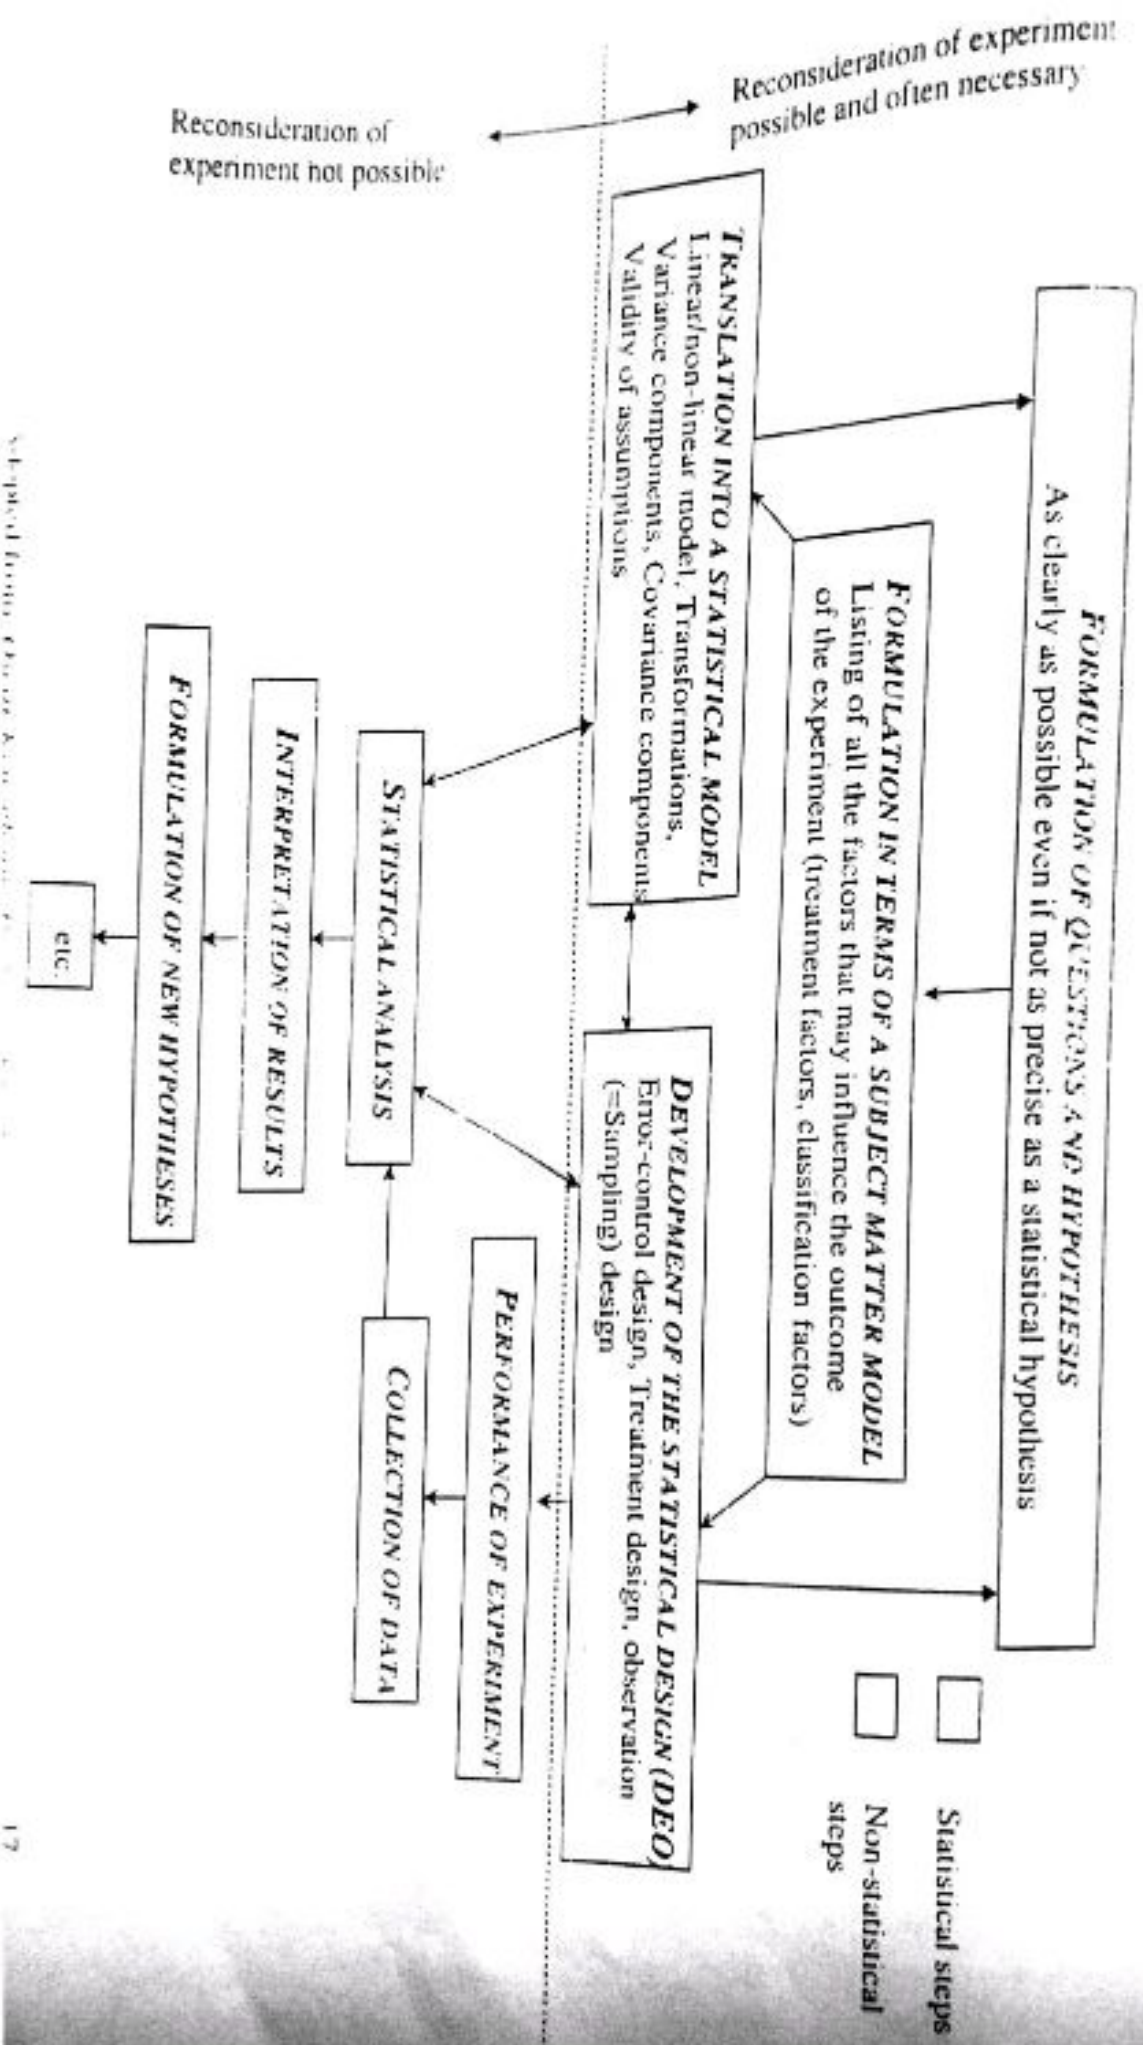 FORMULATION OF QUESTIONS AND HYPOTHESIS
As clearly as possible even if not as precise as a statistical hypothesis
Statistical steps
Non-statistical
steps
FORMULATION IN TERMS OF A SUBJECT MATTER MODEL
Listing of all the factors that may influence the outcome
of the experiment (treatment factors, classification factors)
Reconsideration of experiment
possible and often necessary
TRANSLATION INTO A STATISTICAL MODEL
Linear/non-linear model, Transformations,
Variance components, Covariance components
Validity of assumptions
DEVELOPMENT OF THE STATISTICAL DESIGN (DEO)
Error-control design, Treatment design, observation
(=Sampling) design
Reconsideration of
experiment not possible
PERFORMANCE OF EXPERIMENT
STATISTICAL ANALYSIS
COLLECTION OF DATA
INTERPRETATION OF RESULTS
FORMULATION OF NEW HYPOTHESES
etc.
17